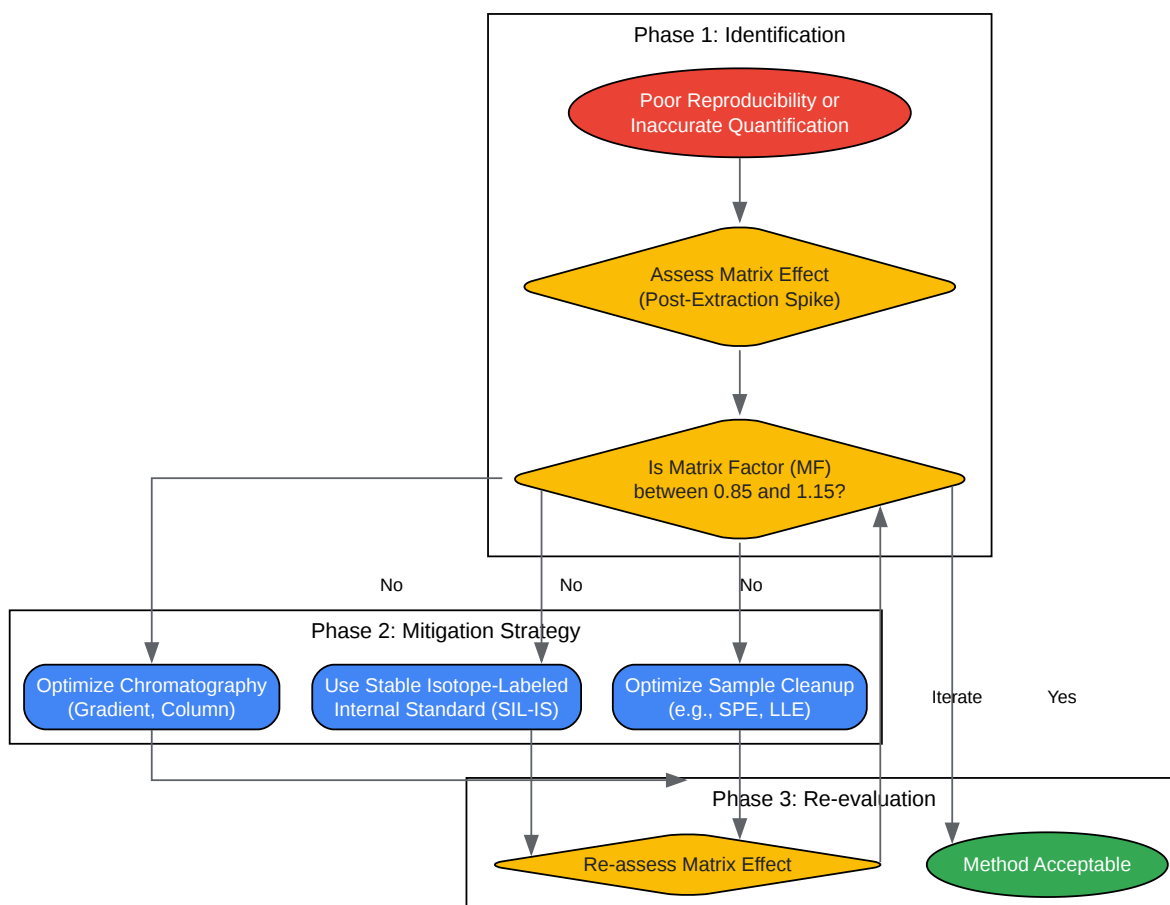 Phase 1: Identification
Poor Reproducibility or
Inaccurate Quantification
Assess Matrix Effect
(Post-Extraction Spike)
Is Matrix Factor (MF)
between 0.85 and 1.15?
No
No
No
Phase 2: Mitigation Strategy
Optimize Chromatography
(Gradient, Column)
Use Stable Isotope-Labeled
Internal Standard (SIL-IS)
Optimize Sample Cleanup
(e.g., SPE, LLE)
Iterate
Yes
Phase 3: Re-evaluation
Re-assess Matrix Effect
Method Acceptable